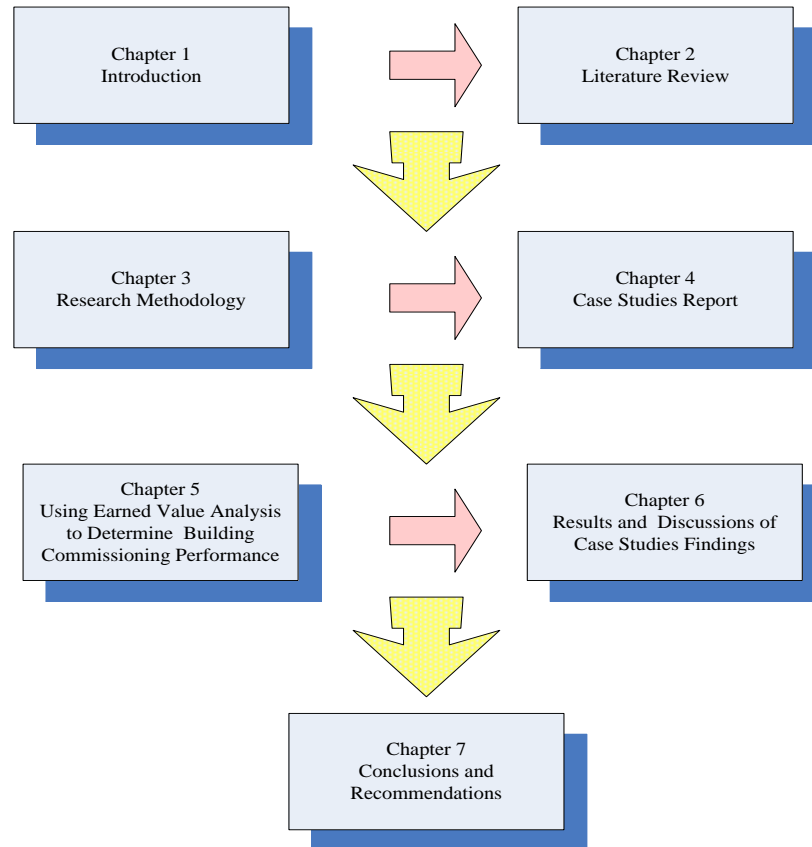 Chapter 1
Introduction
Chapter 2
Literature Review
Chapter 3
Research Methodology
Chapter 4
Case Studies Report
Chapter 5
Using Earned Value Analysis
to Determine Building
Commissioning Performance
Chapter 6
Results and Discussions of
Case Studies Findings
Chapter 7
Conclusions and
Recommendations